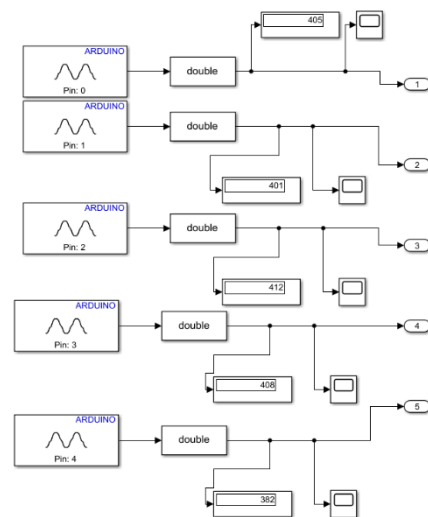 405
ARDUINO
Pin: 0
double
1
ARDUINO
Pin: 1
double
2
401
ARDUINO
Pin: 2
double
3
412
ARDUINO
Pin: 3
double
4
408
ARDUINO
Pin: 4
double
5
382